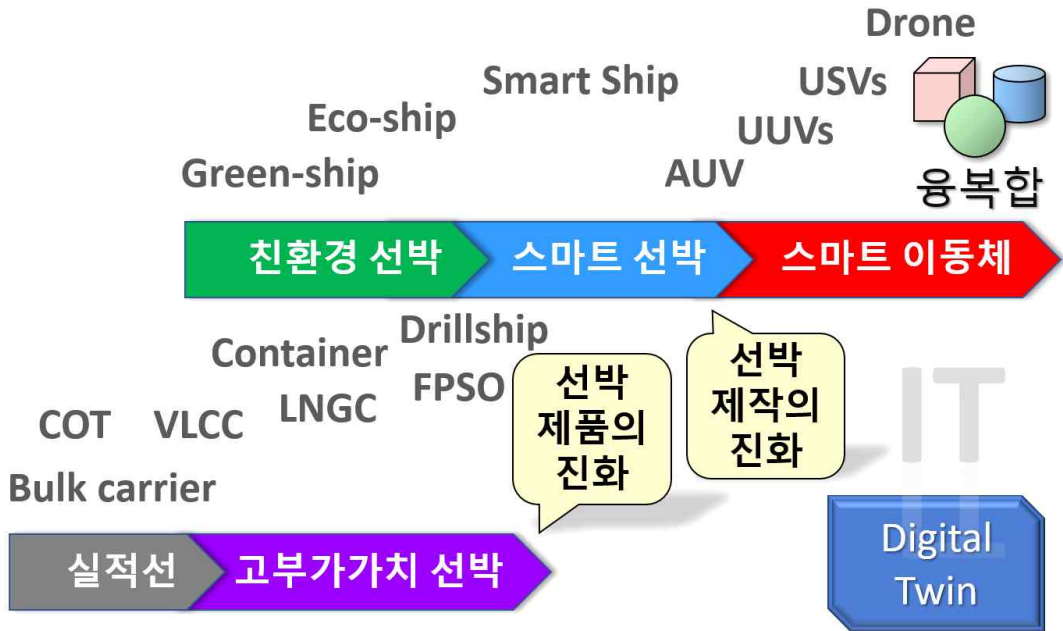 Drone
Smart Ship
USVs
Eco-ship
UUVs
Green-ship
AUV
융복합
친환경 선박
스마트 선박
스마트 이동체
Drillship
Container
FPSO
LNGC
COT
VLCC
Bulk carrier
선박
제품의
진화
선박
제작의
진화
IT
실적선
고부가가치 선박
Digital
Twin